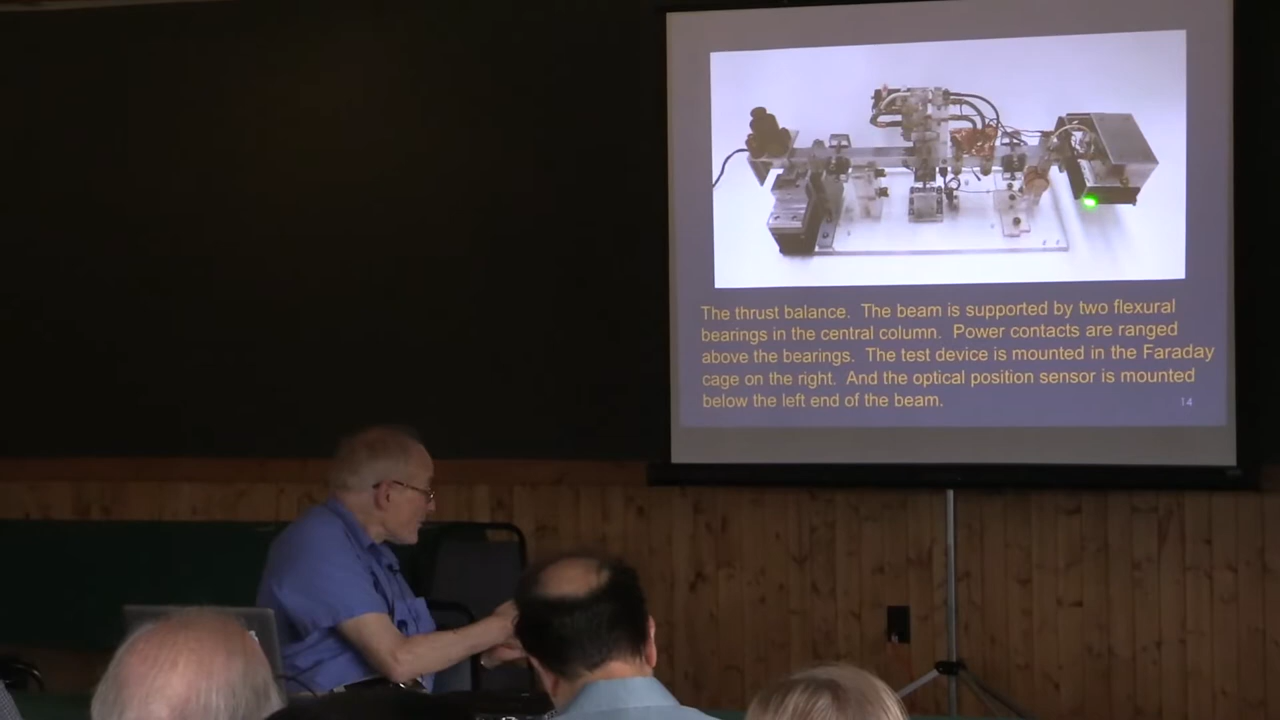 The thrust balance.  The beam is supported by two flexural
bearings in the central column.  Power contacts are ranged
above the bearings.  The test device is mounted in the Faraday
cage on the right.  And the optical position sensor is mounted
below the left end of the beam.
14